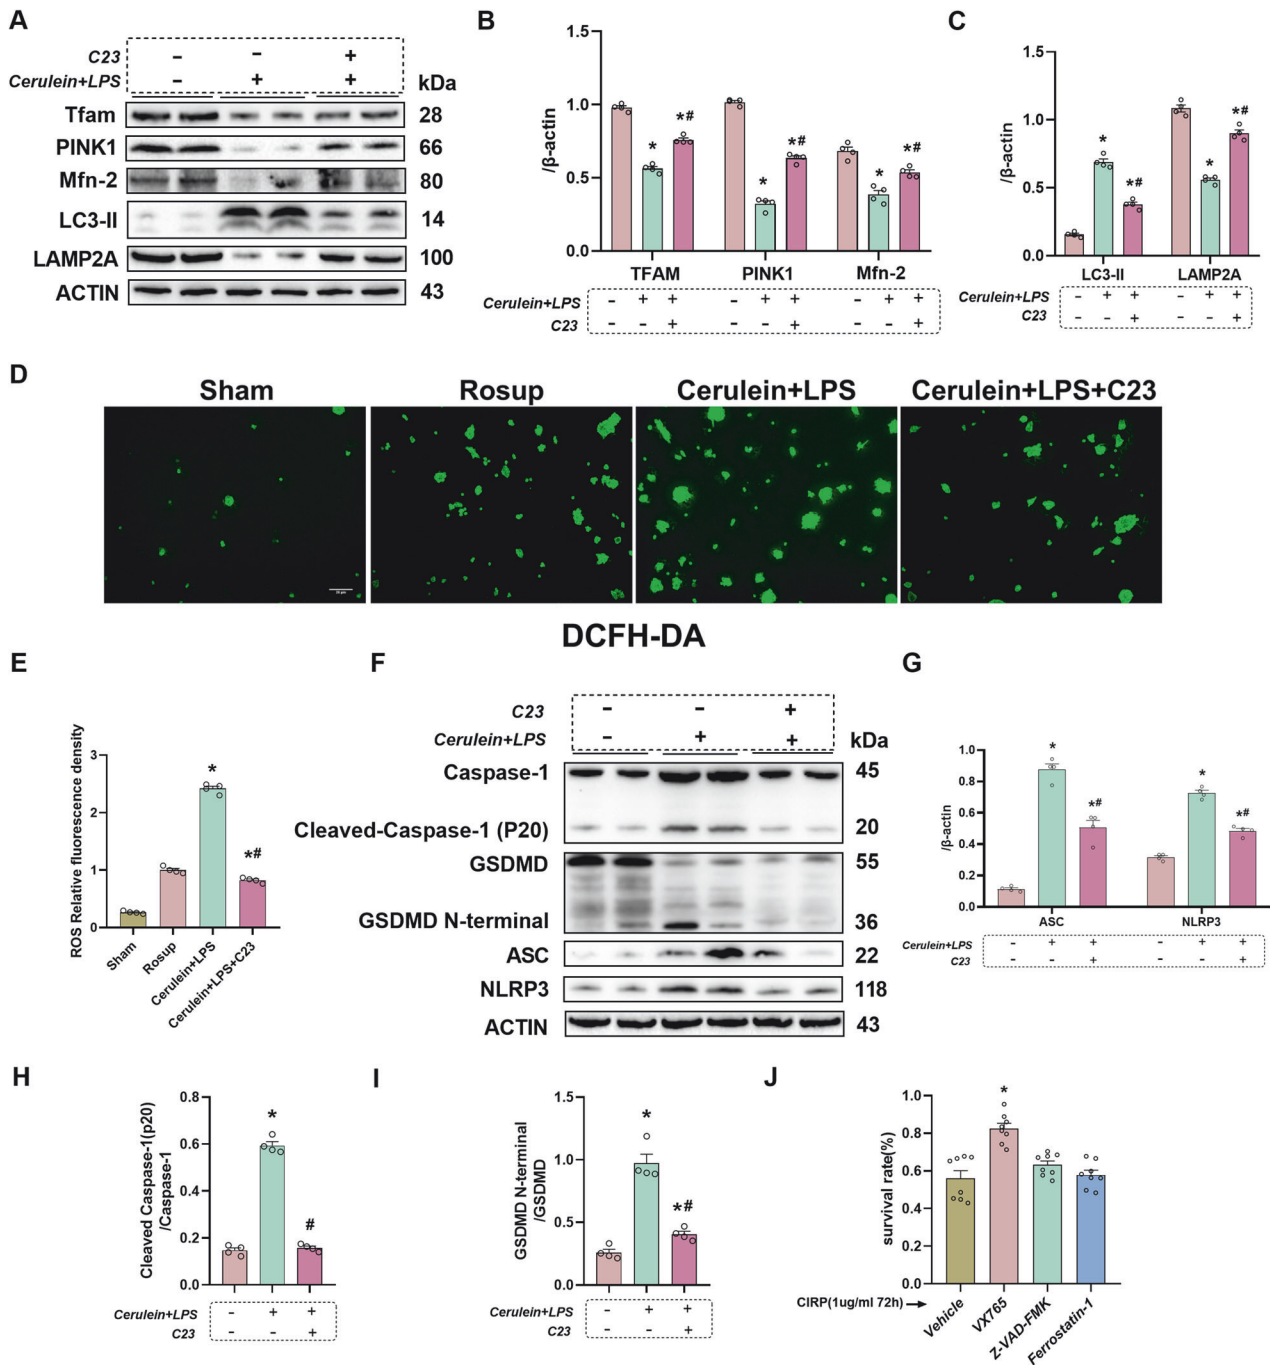 A
C23 – – +
Cerulein+LPS – + + kDa
Tfam 28
PINK1 66
Mfn-2 80
LC3-II 14
LAMP2A 100
ACTIN 43
B
1.5
1.0
0.5
0.0
/β-actin
* *# * *# * *#
TFAM PINK1 Mfn-2
Cerulein+LPS – + + – + + – + +
C23 – – + – – + – – +
C
1.5
1.0
0.5
0.0
/β-actin
* *# * *#
LC3-II LAMP2A
Cerulein+LPS – + + – + +
C23 – – + – – +
D
Sham Rosup Cerulein+LPS Cerulein+LPS+C23
DCFH-DA
E
ROS Relative fluorescence density
3
2
1
0
* *#
Sham
Rosup
Cerulein+LPS
Cerulein+LPS+C23
F
C23 – – +
Cerulein+LPS – + + kDa
Caspase-1 45
Cleaved-Caspase-1 (P20) 20
GSDMD 55
GSDMD N-terminal 36
ASC 22
NLRP3 118
ACTIN 43
G
1.0
0.8
0.6
0.4
0.2
0.0
/β-actin
* *# * *#
ASC NLRP3
Cerulein+LPS – + + – + +
C23 – – + – – +
H
Cleaved Caspase-1(p20)
/Caspase-1
0.8
0.6
0.4
0.2
0.0
* #
Cerulein+LPS – + +
C23 – – +
I
GSDMD N-terminal
/GSDMD
1.5
1.0
0.5
0.0
* *#
Cerulein+LPS – + +
C23 – – +
J
survival rate(%)
1.0
0.8
0.6
0.4
0.2
0.0
*
CIRP(1ug/ml 72h)
Vehicle
VX765
Z-VAD-FMK
Ferrostatin-1